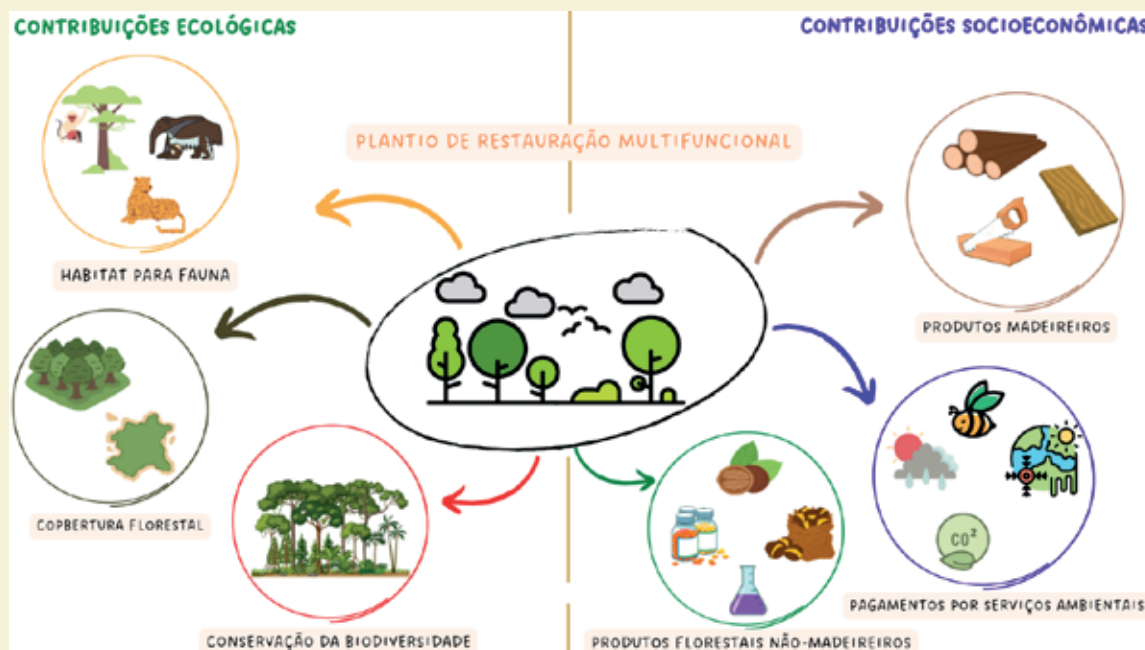 CONTRIBUIÇÕES ECOLÓGICAS
CONTRIBUIÇÕES SOCIOECONÔMICAS
PLANTIO DE RESTAURAÇÃO MULTIFUNCIONAL
HABITAT PARA FAUNA
PRODUTOS MADEIREIROS
COPBERTURA FLORESTAL
CO²
PAGAMENTOS POR SERVIÇOS AMBIENTAIS
CONSERVAÇÃO DA BIODIVERSIDADE
PRODUTOS FLORESTAIS NÃO-MADEIREIROS